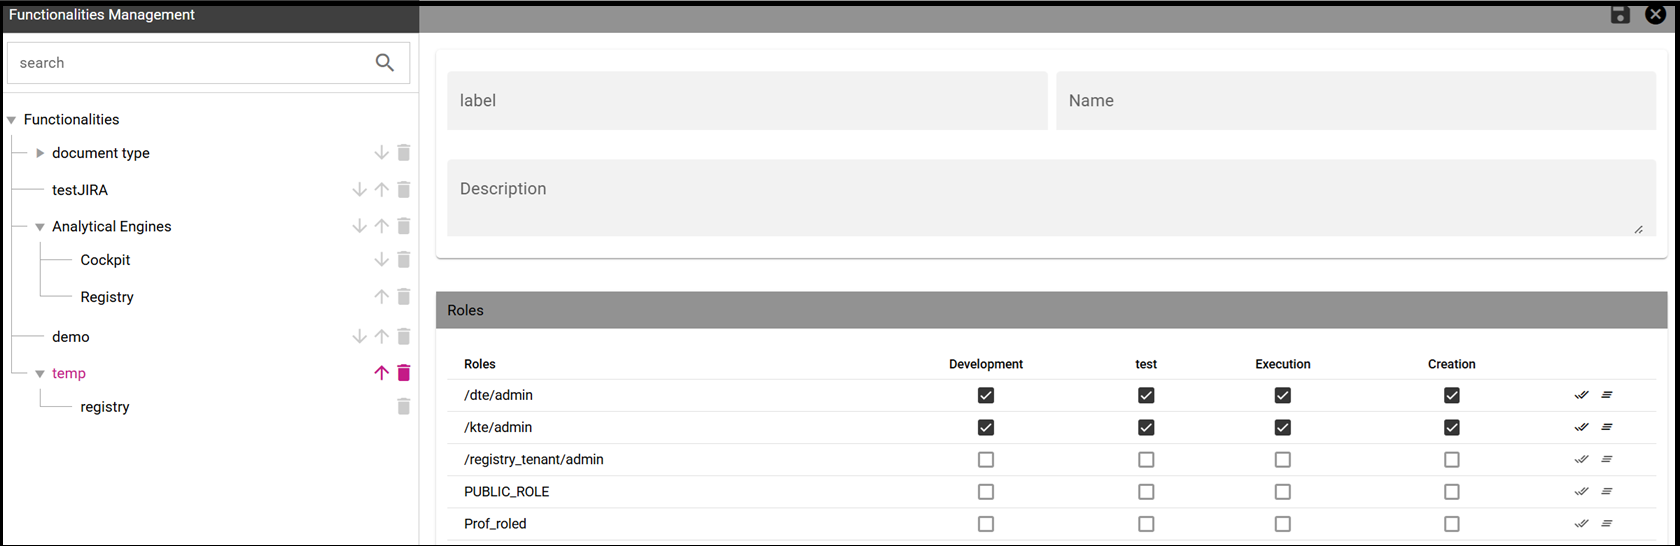 Functionalities Management
search
Functionalities
document type
testJIRA
Analytical Engines
Cockpit
Registry
demo
temp
registry
label Name
Description
Roles
Roles Development test Execution Creation
/dte/admin
/kte/admin
/registry_tenant/admin
PUBLIC_ROLE
Prof_roled